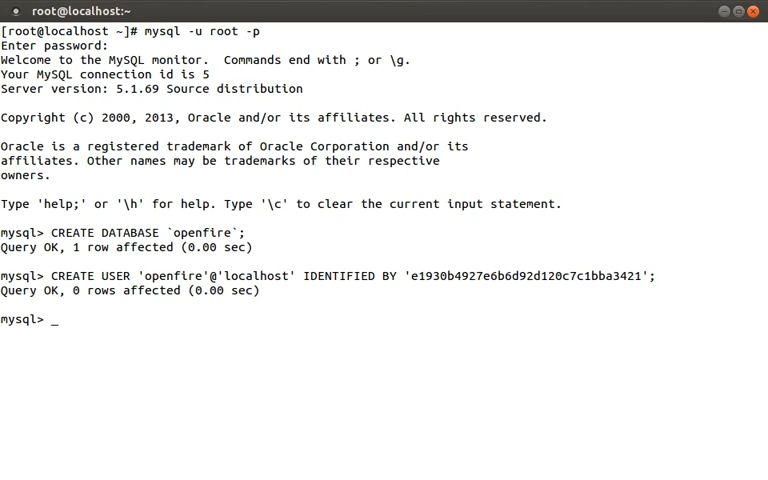 root@localhost:~
[root@localhost ~]# mysql -u root -p
Enter password:
Welcome to the MySQL monitor.  Commands end with ; or \g.
Your MySQL connection id is 5
Server version: 5.1.69 Source distribution
Copyright (c) 2000, 2013, Oracle and/or its affiliates. All rights reserved.
Oracle is a registered trademark of Oracle Corporation and/or its
affiliates. Other names may be trademarks of their respective
owners.
Type 'help;' or '\h' for help. Type '\c' to clear the current input statement.
mysql> CREATE DATABASE `openfire`;
Query OK, 1 row affected (0.00 sec)
mysql> CREATE USER 'openfire'@'localhost' IDENTIFIED BY 'e1930b4927e6b6d92d120c7c1bba3421';
Query OK, 0 rows affected (0.00 sec)
mysql> _